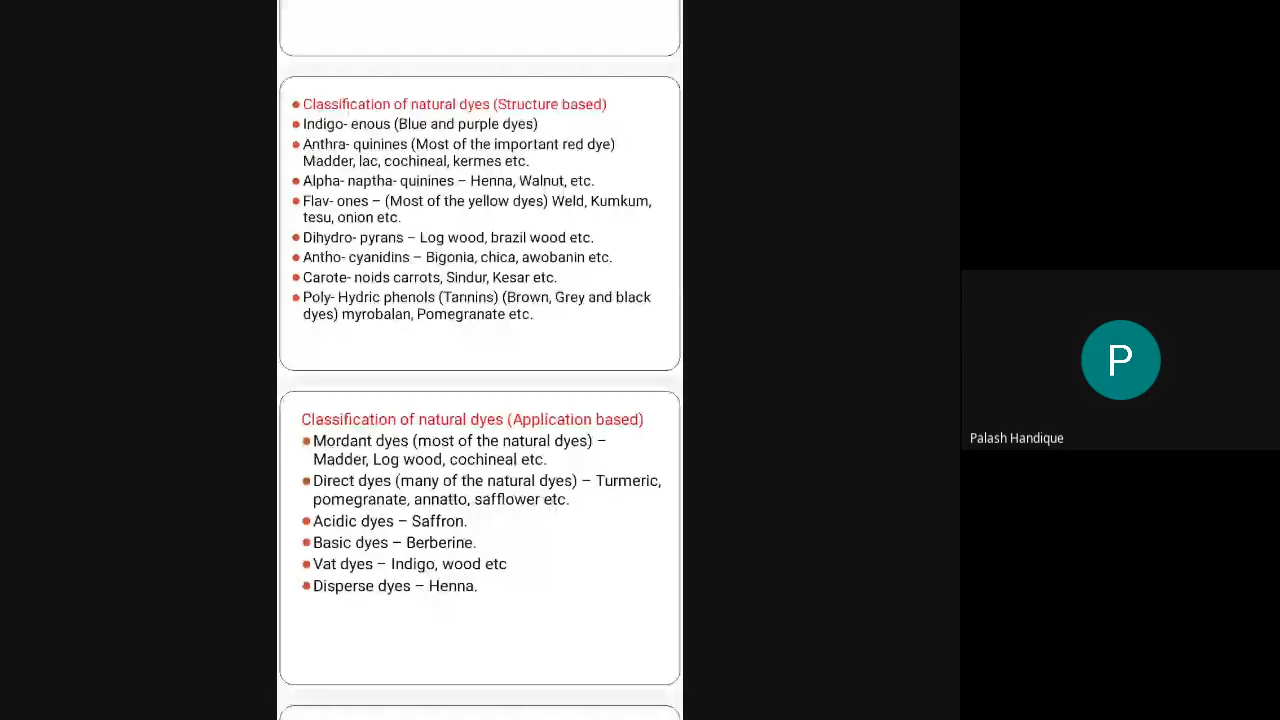 Classification of natural dyes (Structure based)
Indigo- enous (Blue and purple dyes)
Anthra- quinines (Most of the important red dye)
Madder, lac, cochineal, kermes etc.
Alpha- naptha- quinines – Henna, Walnut, etc.
Flav- ones – (Most of the yellow dyes) Weld, Kumkum,
tesu, onion etc.
Dihydro- pyrans – Log wood, brazil wood etc.
Antho- cyanidins – Bigonia, chica, awobanin etc.
Carote- noids carrots, Sindur, Kesar etc.
Poly- Hydric phenols (Tannins) (Brown, Grey and black
dyes) myrobalan, Pomegranate etc.
Classification of natural dyes (Application based)
Mordant dyes (most of the natural dyes) –
Madder, Log wood, cochineal etc.
Direct dyes (many of the natural dyes) – Turmeric,
pomegranate, annatto, safflower etc.
Acidic dyes – Saffron.
Basic dyes – Berberine.
Vat dyes – Indigo, wood etc
Disperse dyes – Henna.
P
Palash Handique